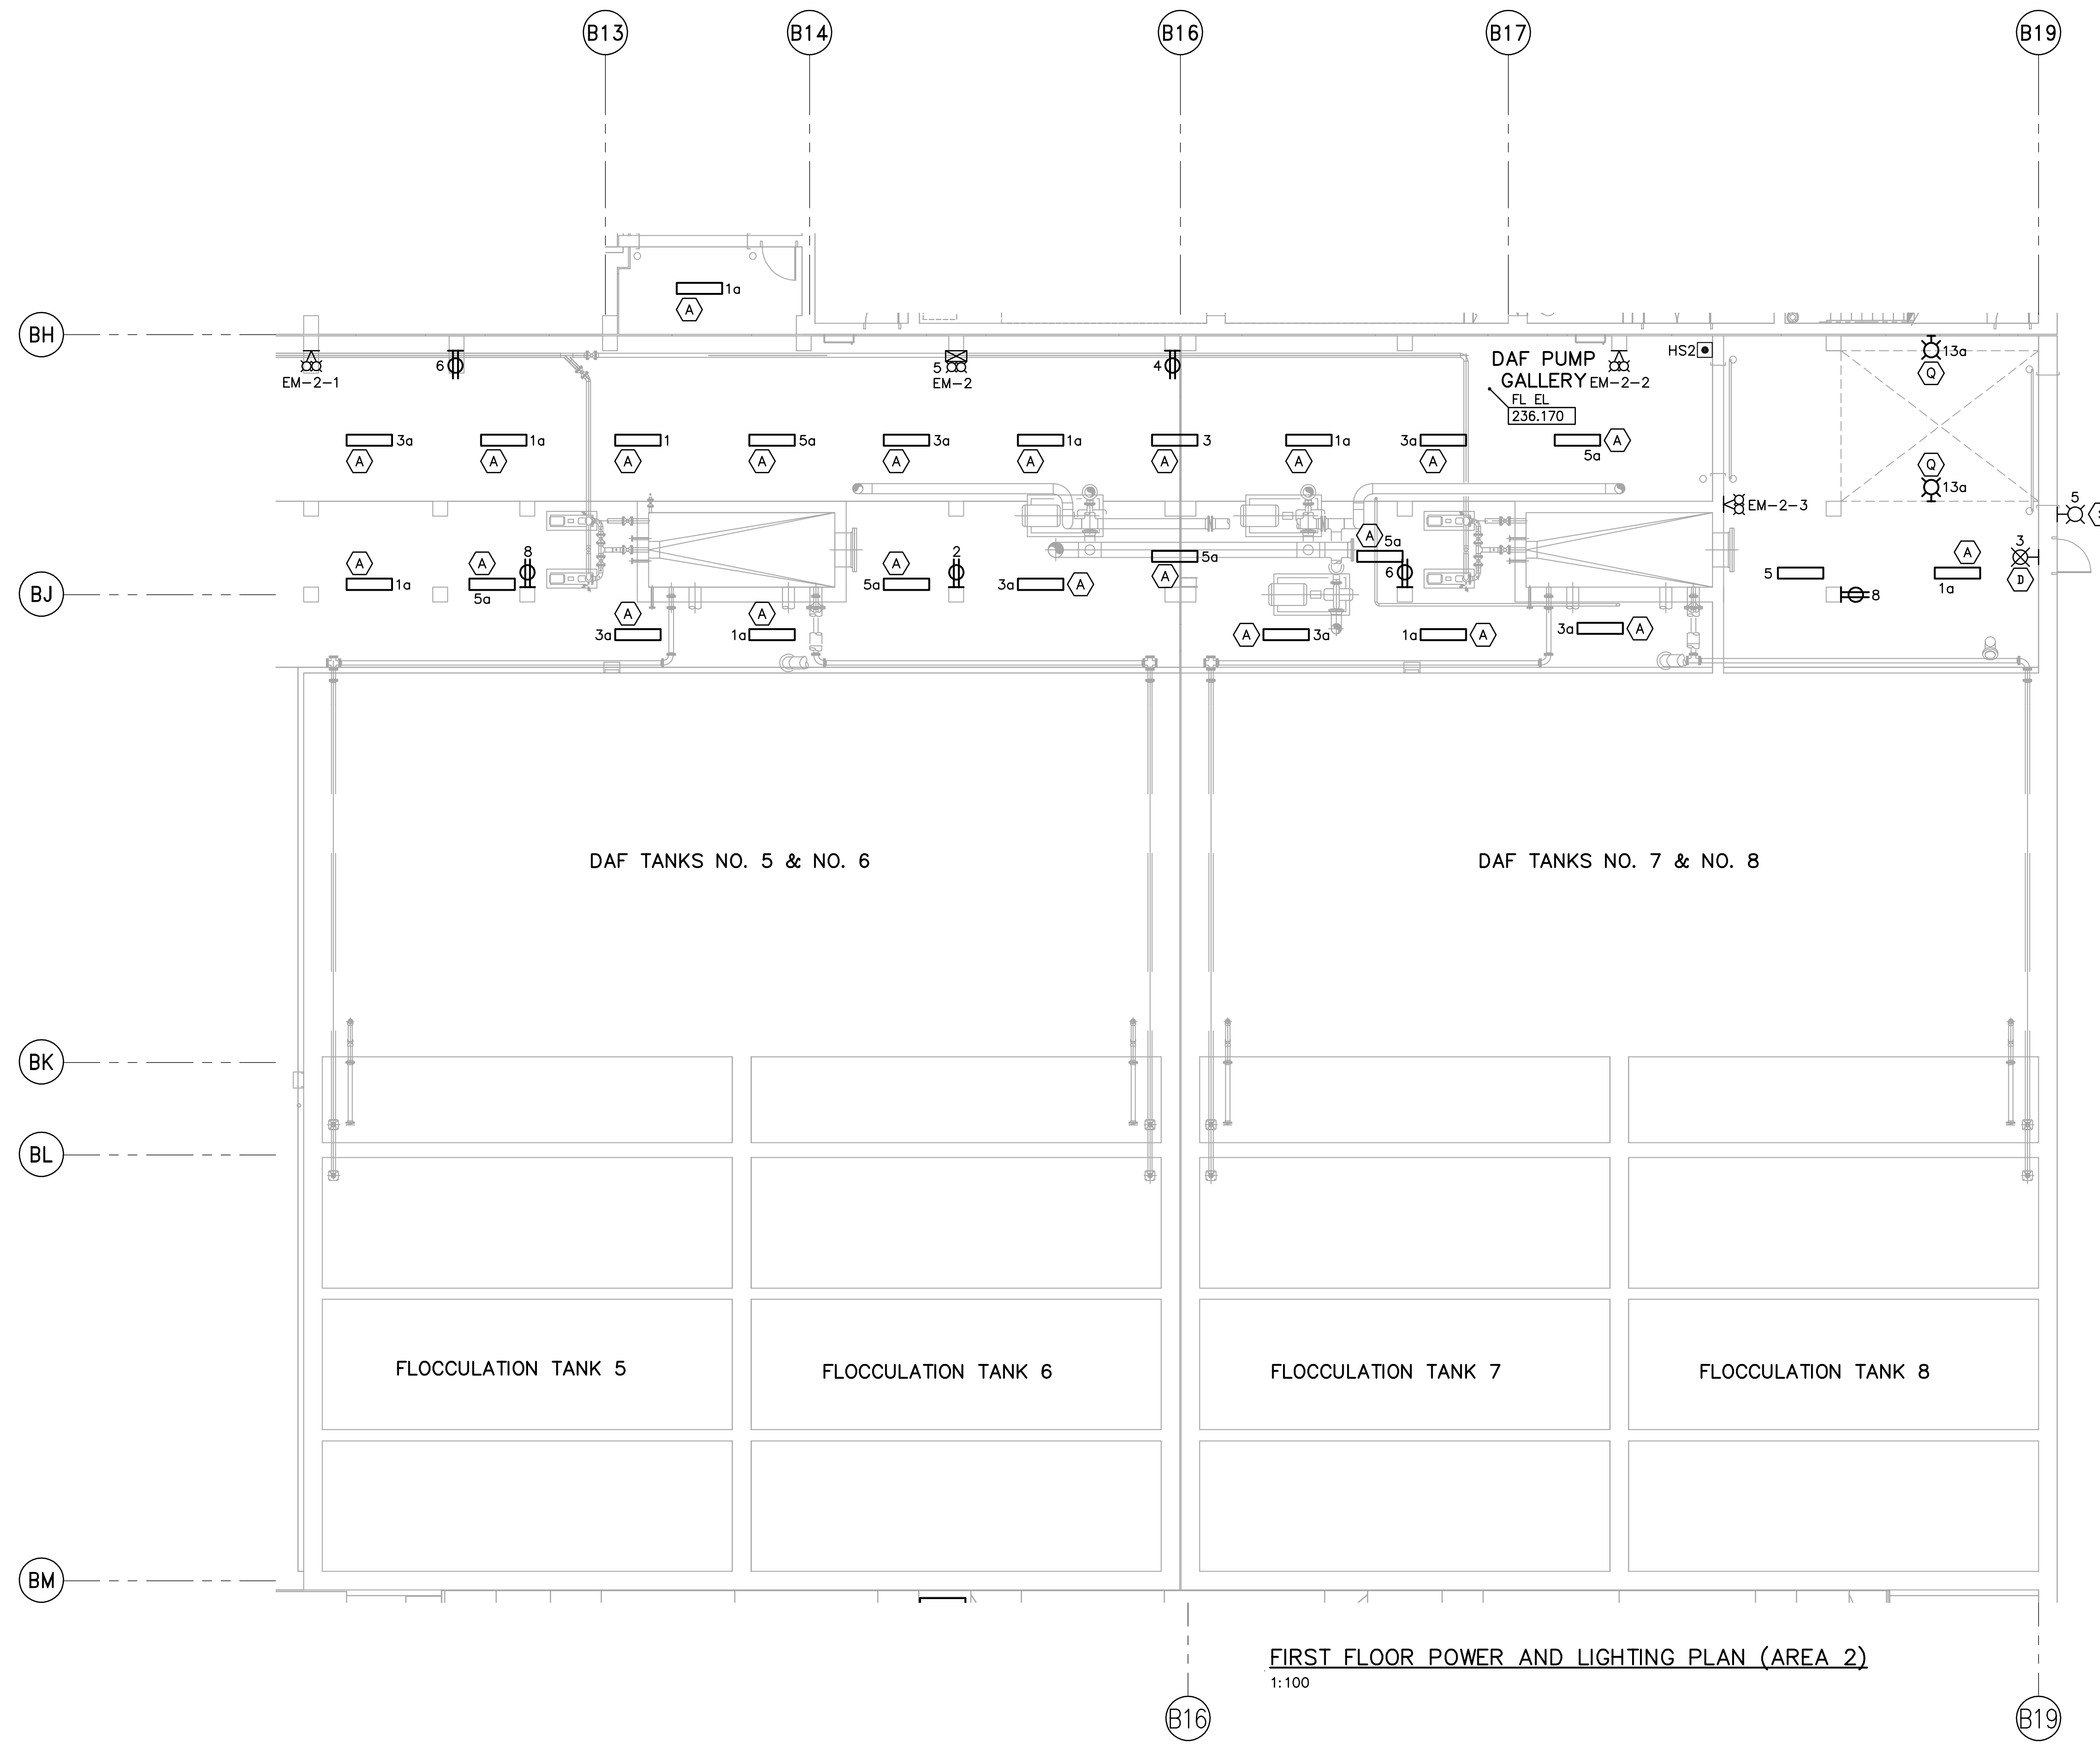 B13 B14 B16 B17 B19
1a
A
BH
HS2
13a
DAF PUMP
GALLERY
6
5
4
EM-2-1
EM-2
EM-2-2
Q
FL EL
236.170
3a 1a 1 5a 3a 1a 3 1a 3a A
5a
A A A A A A A A A
Q
13a
5
EM-2-3
A
5a
3
8
2
A A
5a
A
A
1a
5a
3a A
A
6
5
1a
D
BJ
8
A A
3a 1a
A 3a
1a A
3a A
DAF TANKS NO. 5 & NO. 6
DAF TANKS NO. 7 & NO. 8
BK
BL
FLOCCULATION TANK 5
FLOCCULATION TANK 6
FLOCCULATION TANK 7
FLOCCULATION TANK 8
BM
FIRST FLOOR POWER AND LIGHTING PLAN (AREA 2)
1:100
B16 B19